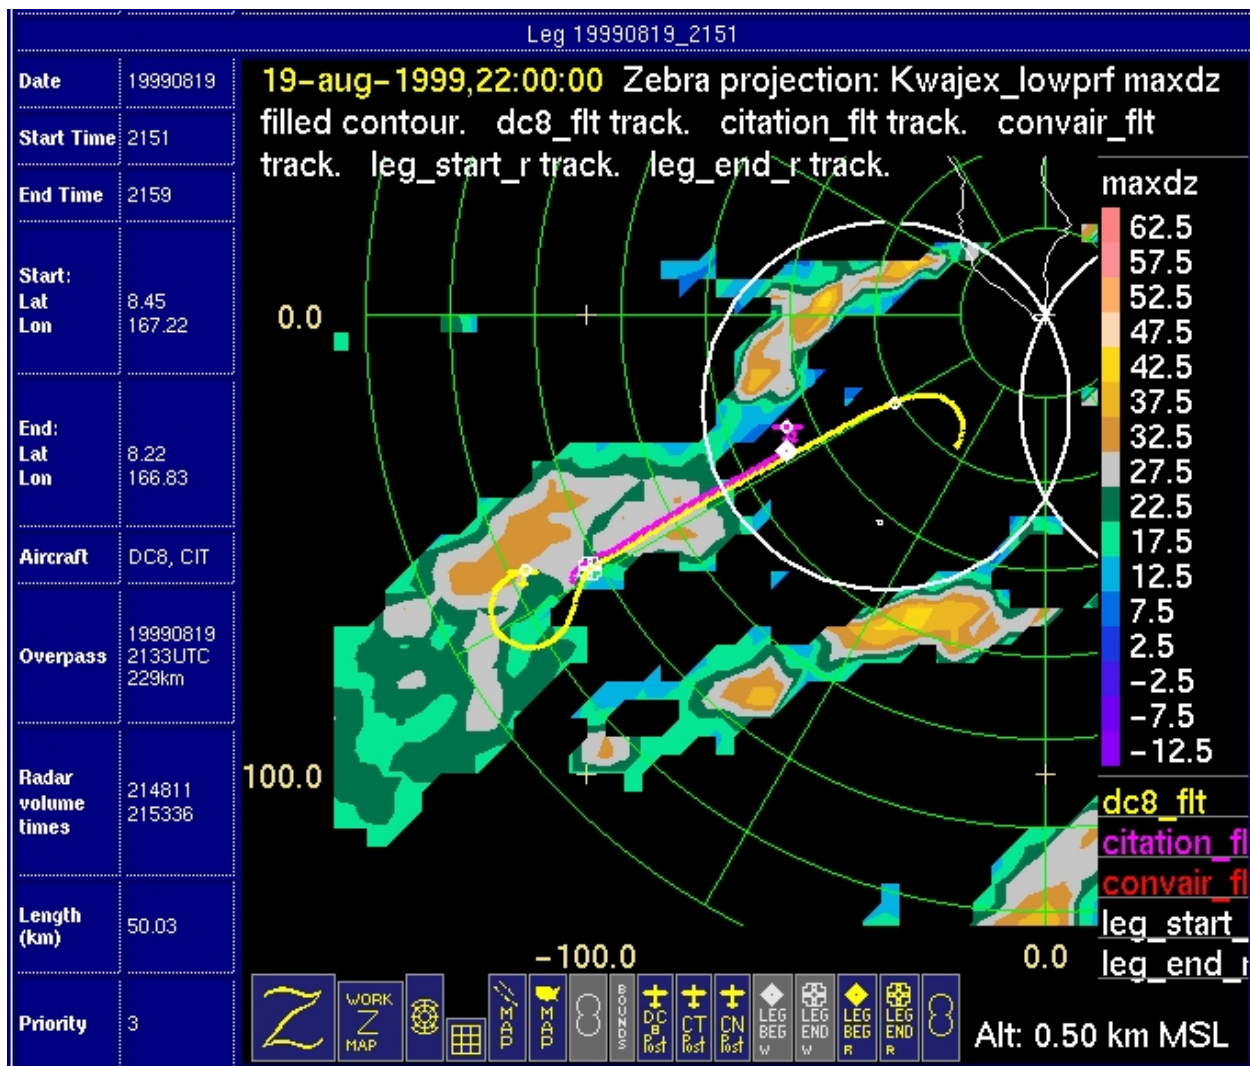 Leg 19990819_2151
Date 19990819
Start Time 2151
End Time 2159
Start:
Lat 8.45
Lon 167.22
End:
Lat 8.22
Lon 166.83
Aircraft DC8, CIT
Overpass 19990819
2133UTC
229km
Radar
volume
times
214811
215336
Length
(km)
50.03
Priority 3
19-aug-1999,22:00:00 Zebra projection: Kwajex_lowprf maxdz
filled contour. dc8_flt track. citation_flt track. convair_flt
track. leg_start_r track. leg_end_r track.
0.0
100.0
-100.0
0.0
maxdz
62.5
57.5
52.5
47.5
42.5
37.5
32.5
27.5
22.5
17.5
12.5
7.5
2.5
-2.5
-7.5
-12.5
dc8_flt
citation_fl
convair_fl
leg_start_
leg_end_r
Z
WORK
Z
MAP
MAP
MAP
8
BOUNDS
DC
8
Post
CT
Post
CN
Post
LEG
BEG
W
LEG
END
W
LEG
BEG
R
LEG
END
R
8
Alt: 0.50 km MSL